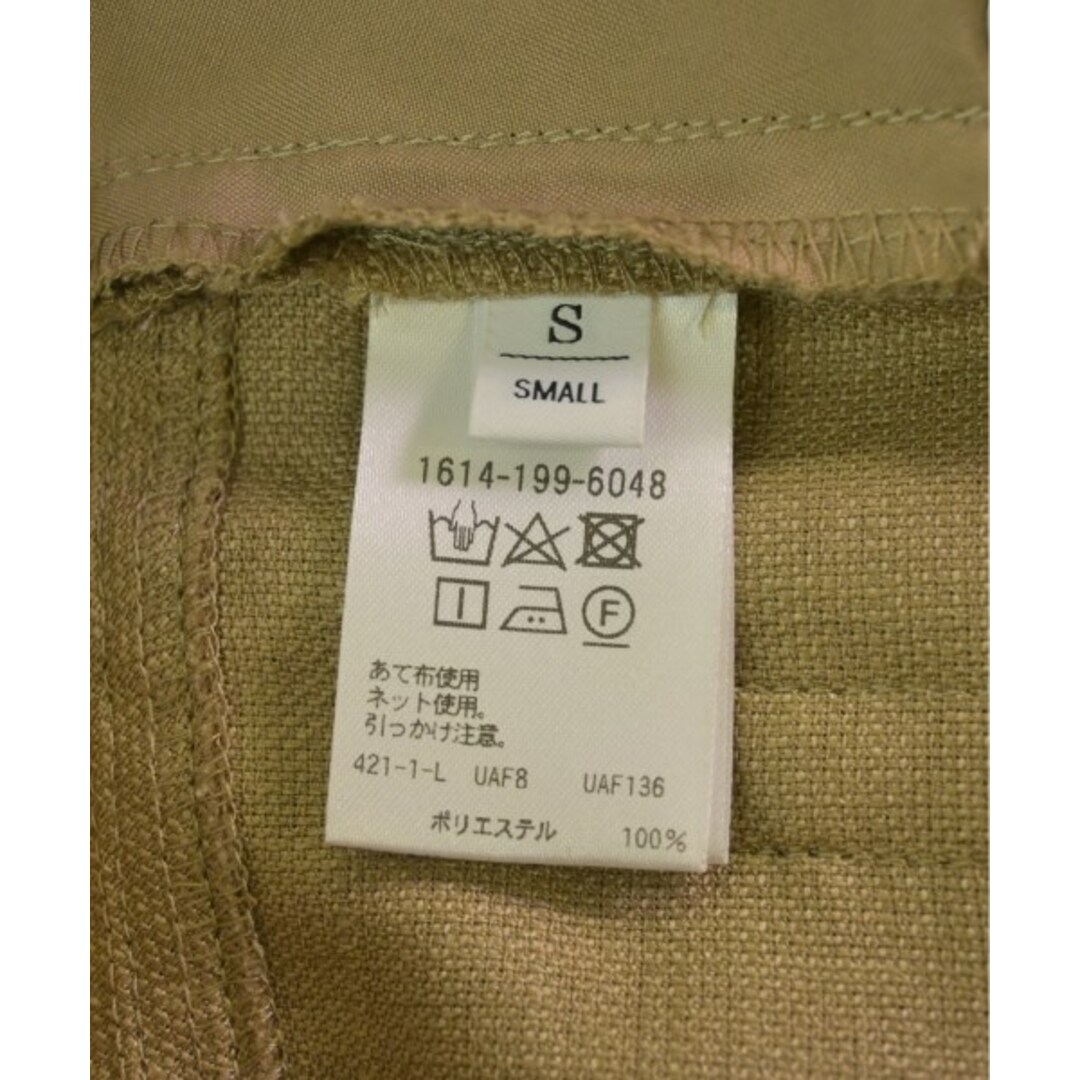 S
SMALL
1614-199-6048
F
あて布使用
ネット使用。
引っかけ注意。
421-1-L UAF8 UAF136
ポリエステル 100%